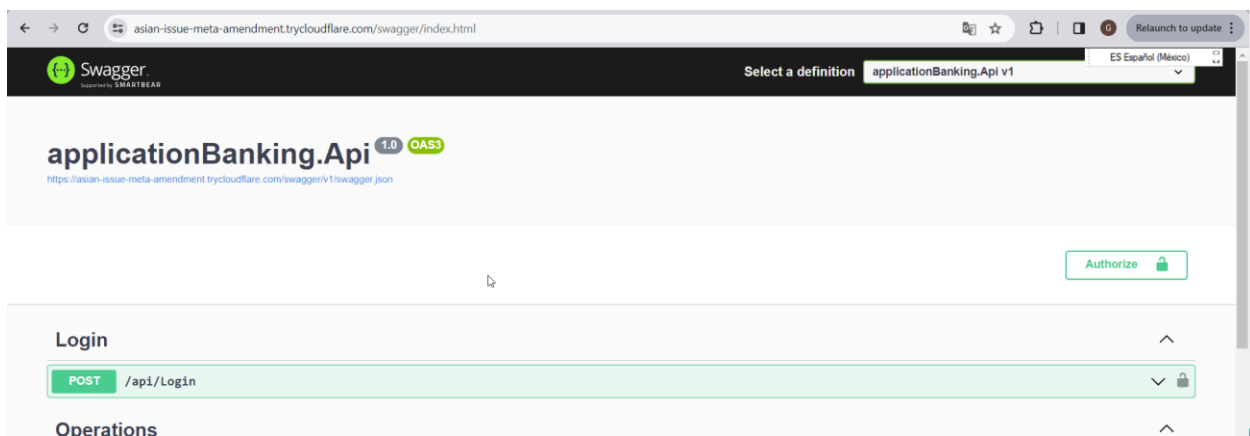 asian-issue-meta-amendment.trycloudflare.com/swagger/index.html
G
Relaunch to update
Swagger.
Supported by SMARTBEAR
Select a definition
applicationBanking.Api v1
ES Español (México)
applicationBanking.Api 1.0 OAS3
https://asian-issue-meta-amendment.trycloudflare.com/swagger/v1/swagger.json
Authorize
Login
POST /api/Login
Operations